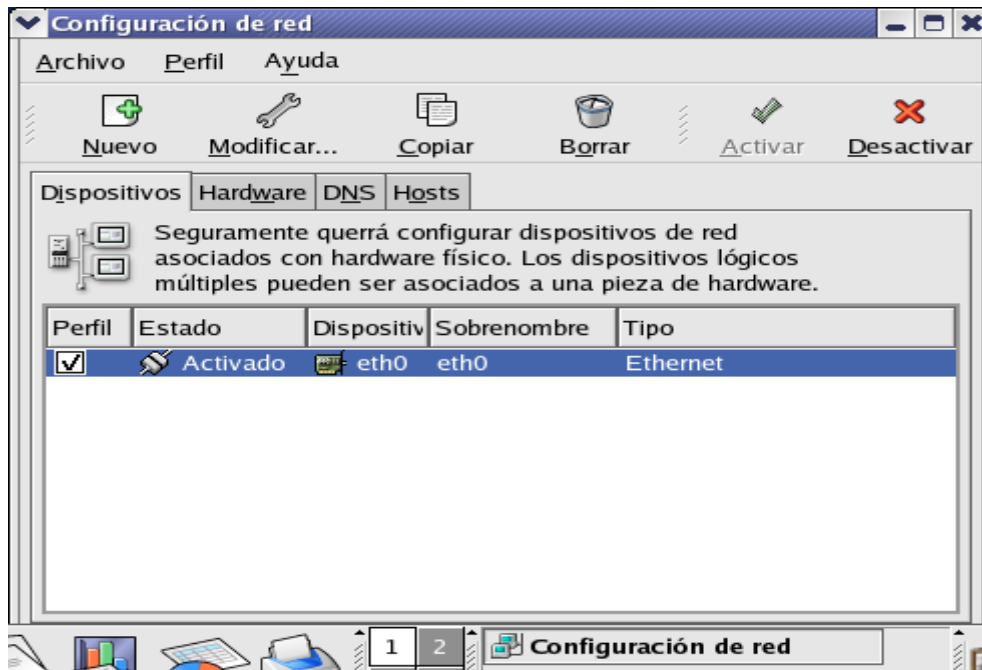 Configuración de red
Archivo Perfil Ayuda
Nuevo Modificar... Copiar Borrar Activar Desactivar
Dispositivos Hardware DNS Hosts
Seguramente querrá configurar dispositivos de red
asociados con hardware físico. Los dispositivos lógicos
múltiples pueden ser asociados a una pieza de hardware.
Perfil Estado Dispositiv Sobrenombre Tipo
Activado eth0 eth0 Ethernet
1 2 Configuración de red